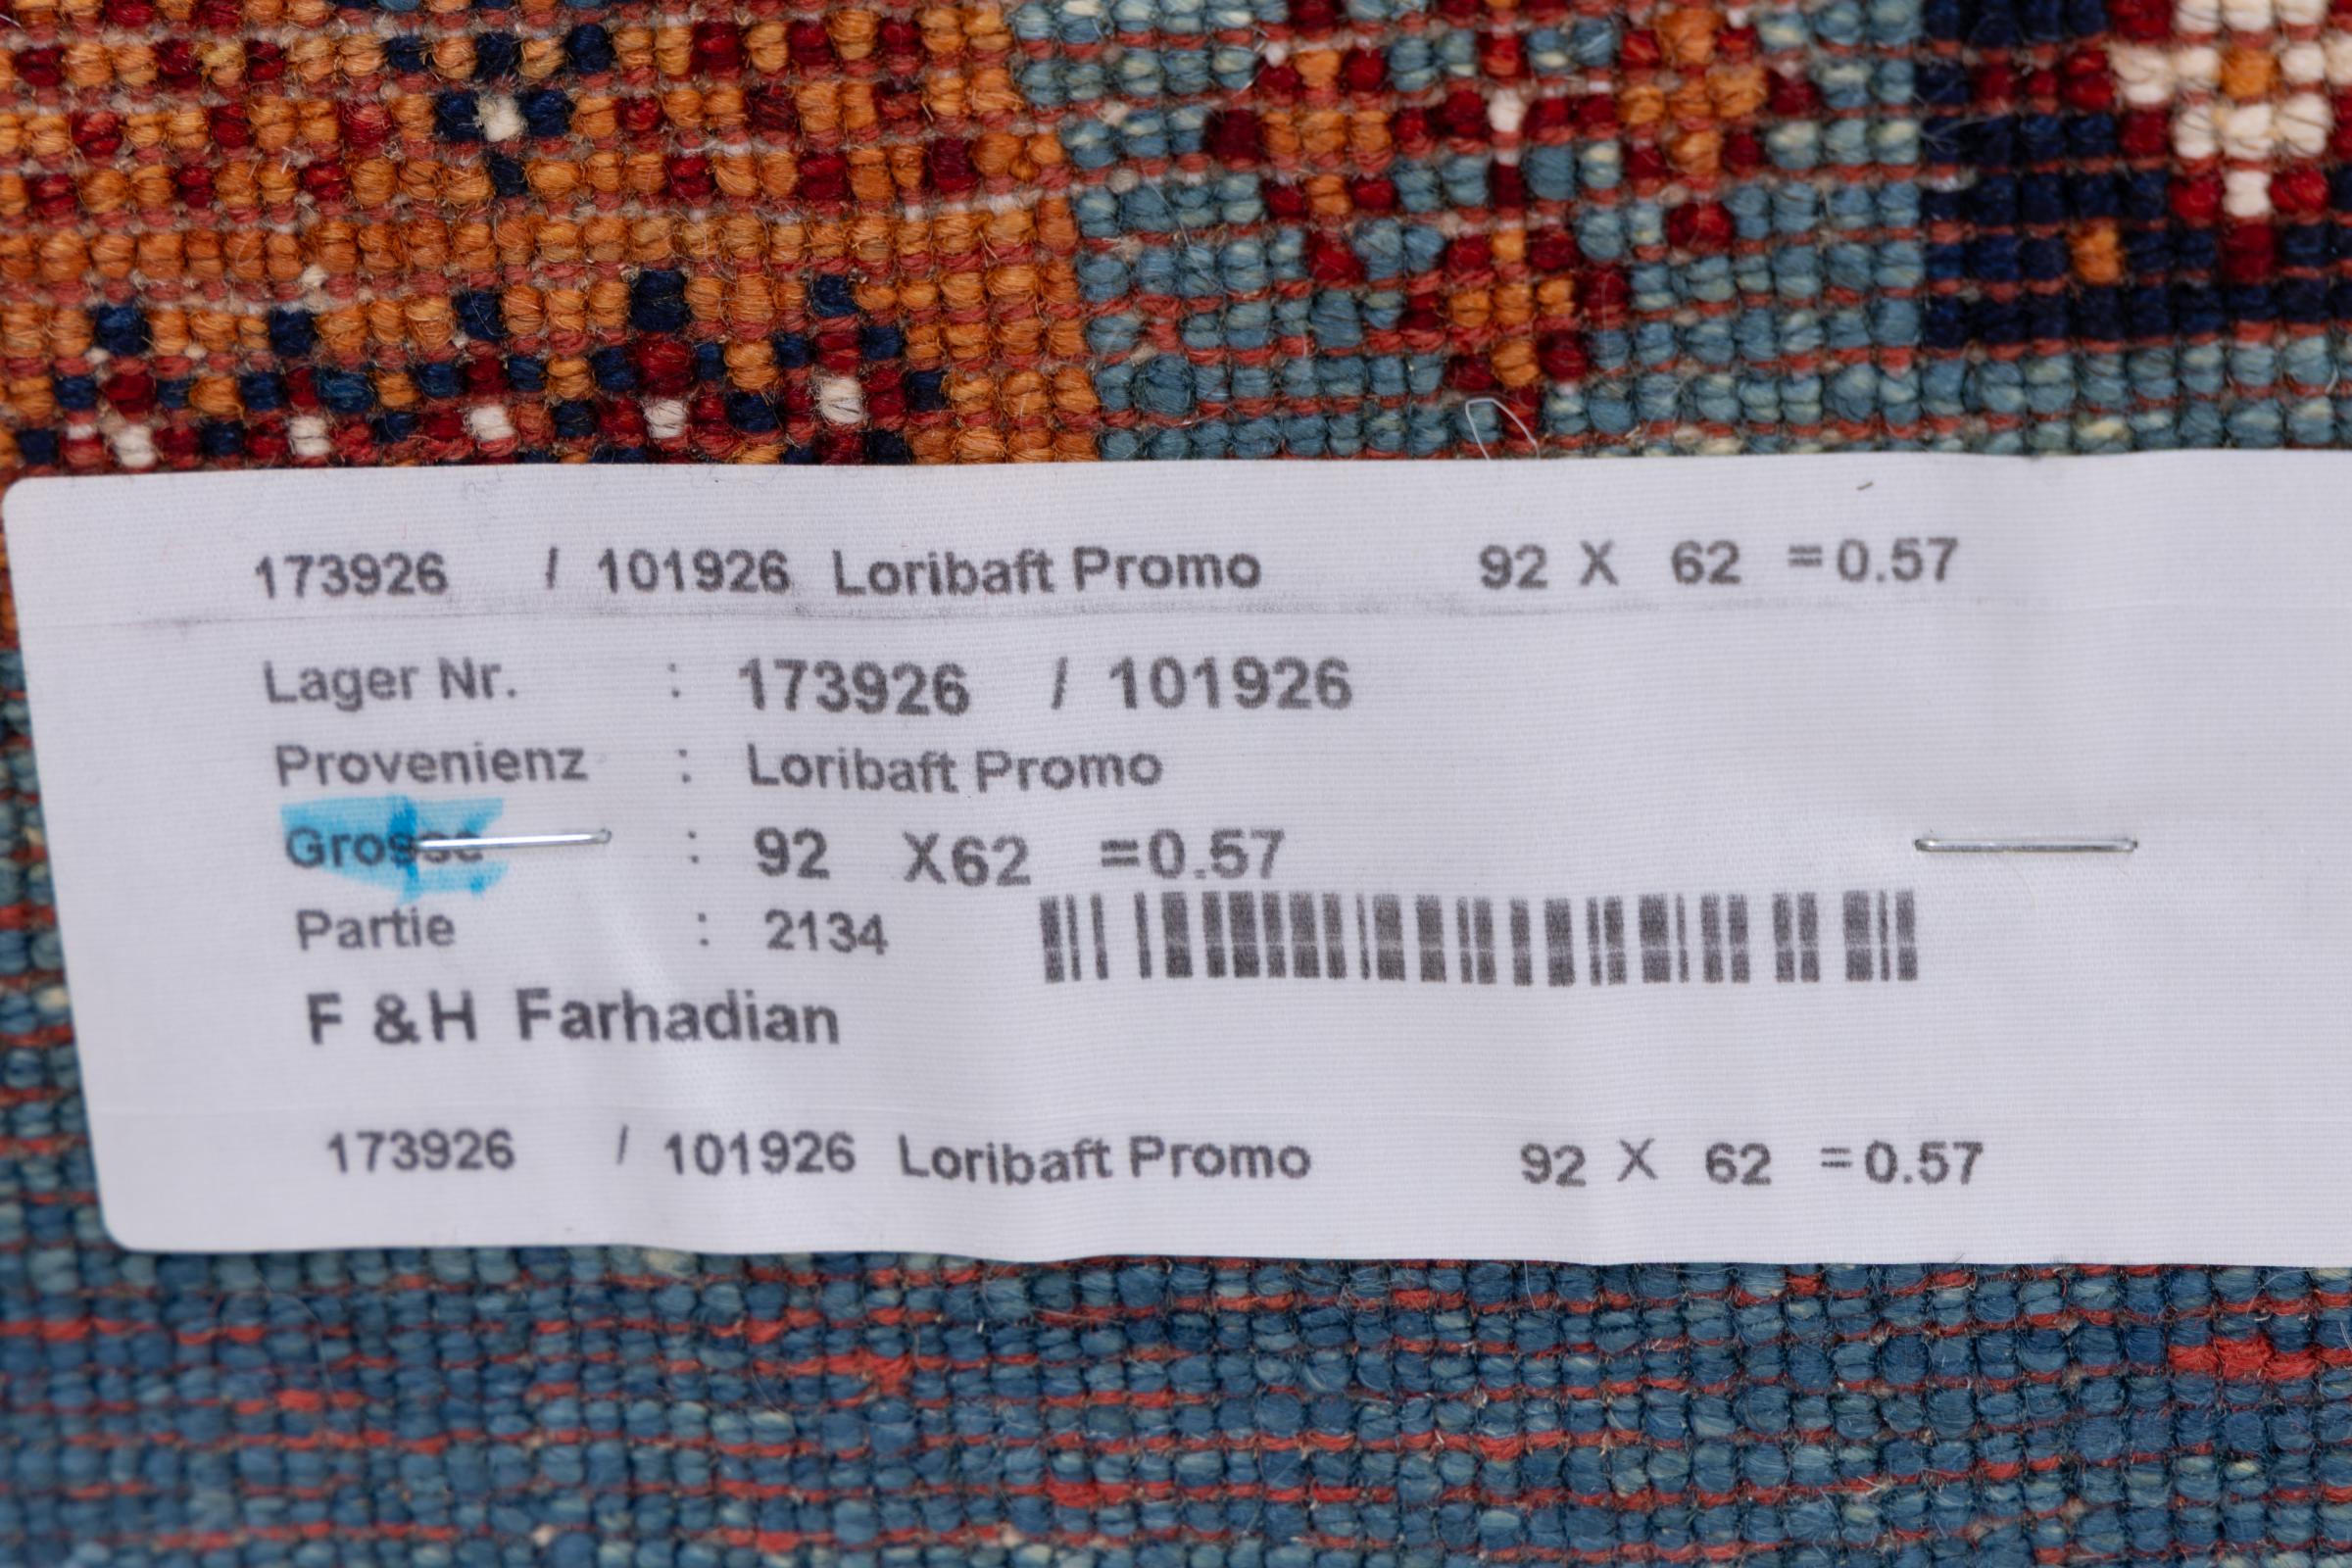 173926 / 101926 Loribaft Promo 92 X 62 =0.57
Lager Nr. : 173926 / 101926
Provenienz : Loribaft Promo
Grosse : 92 X62 =0.57
Partie : 2134
F & H Farhadian
173926 / 101926 Loribaft Promo 92 X 62 =0.57